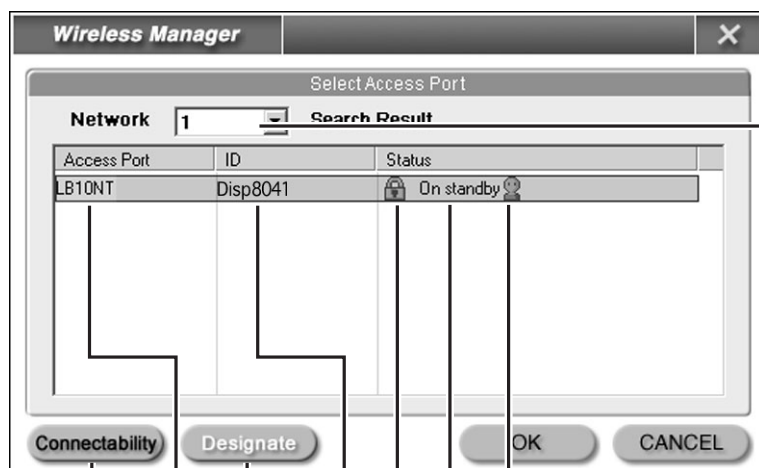 Wireless Manager
Select Access Port
Network 1 Search Result
Access Port ID Status
LB10NT Disp8041 On standby
Connectability Designate OK CANCEL